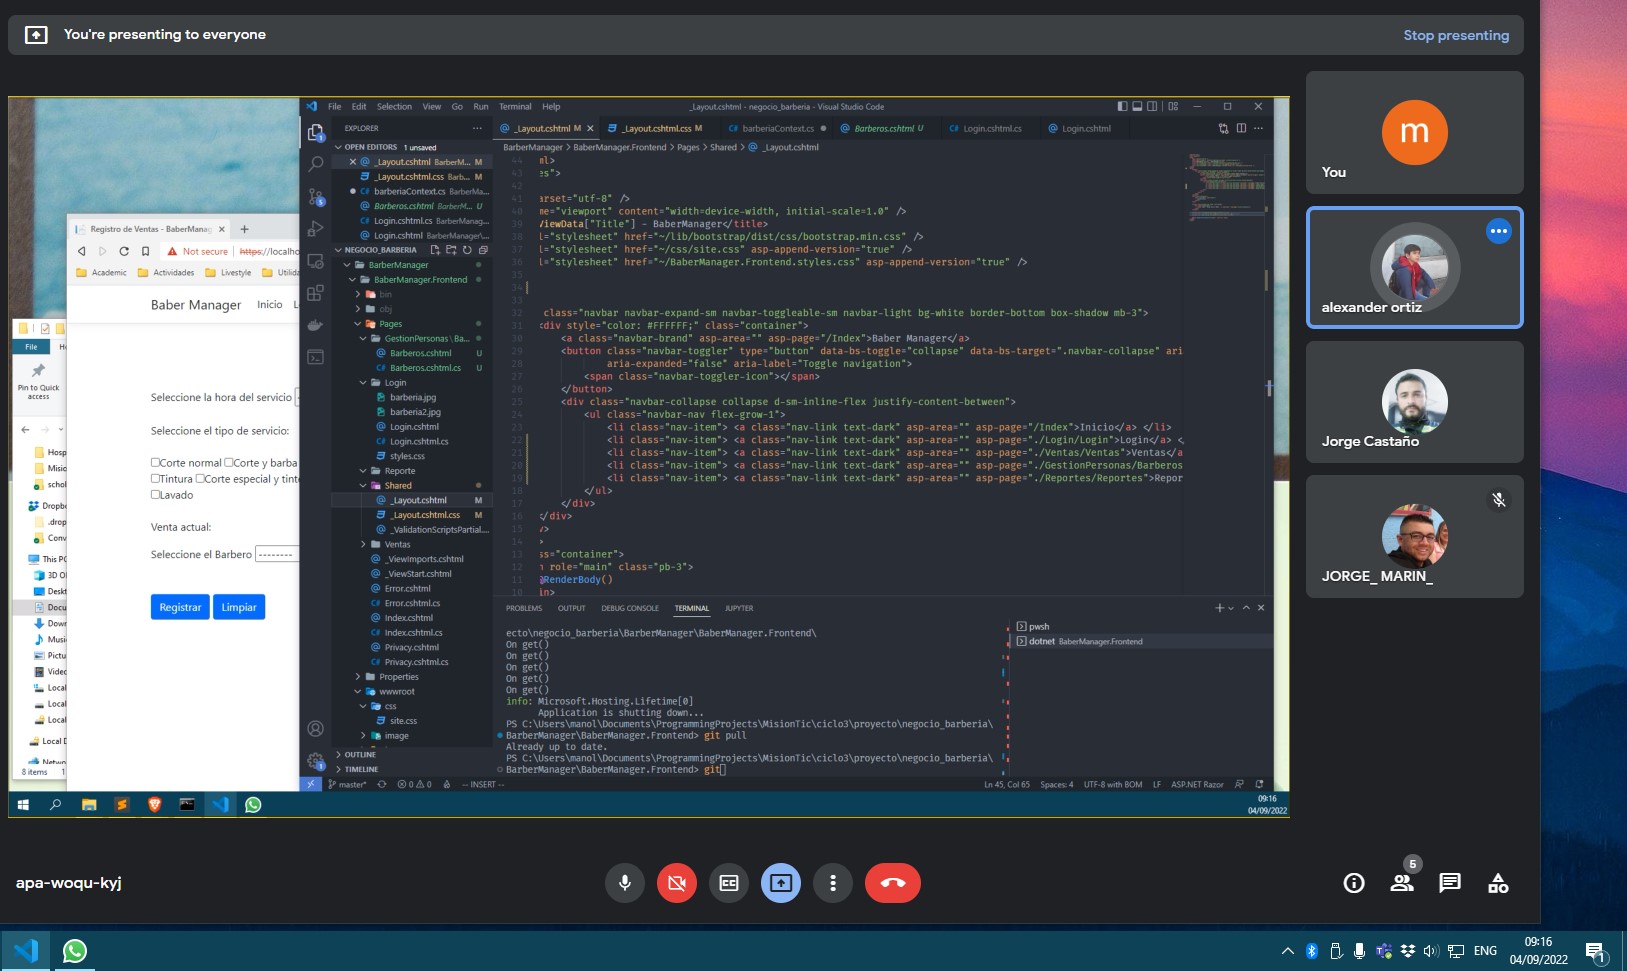 You're presenting to everyone
Stop presenting
File Edit Selection View Go Run Terminal Help
_Layout.cshtml - negocio_barberia - Visual Studio Code
EXPLORER
_Layout.cshtml M
_Layout.cshtml.css M
barberiaContext.cs
Barberos.cshtml U
Login.cshtml.cs
Login.cshtml
OPEN EDITORS 1 unsaved
_Layout.cshtml BarberM... M
_Layout.cshtml.css Barb... M
barberiaContext.cs BarberMa...
Barberos.cshtml BarberM... U
Login.cshtml.cs BarberManag...
Login.cshtml BarberManager\...
NEGOCIO_BARBERIA
BarberManager
BaberManager.Frontend
bin
obj
Pages
GestionPersonas \ Ba...
Barberos.cshtml U
Barberos.cshtml.cs U
Login
barberia.jpg
barberia2.jpg
Login.cshtml
Login.cshtml.cs
styles.css
Reporte
Shared
_Layout.cshtml M
_Layout.cshtml.css M
_ValidationScriptsPartial....
Ventas
_ViewImports.cshtml
_ViewStart.cshtml
Error.cshtml
Error.cshtml.cs
Index.cshtml
Index.cshtml.cs
Privacy.cshtml
Privacy.cshtml.cs
Properties
wwwroot
css
site.css
image
OUTLINE
TIMELINE
BarberManager > BaberManager.Frontend > Pages > Shared > _Layout.cshtml
44 ml>
43 es">
42
41 arset="utf-8" />
40 me="viewport" content="width=device-width, initial-scale=1.0" />
39 ViewData["Title"] - BaberManager</title>
38 l="stylesheet" href="~/lib/bootstrap/dist/css/bootstrap.min.css" />
37 l="stylesheet" href="~/css/site.css" asp-append-version="true" />
36 l="stylesheet" href="~/BaberManager.Frontend.styles.css" asp-append-version="true" />
35
34
33
32 class="navbar navbar-expand-sm navbar-toggleable-sm navbar-light bg-white border-bottom box-shadow mb-3">
31 <div style="color: #FFFFFF;" class="container">
30 <a class="navbar-brand" asp-area="" asp-page="/Index">Baber Manager</a>
29 <button class="navbar-toggler" type="button" data-bs-toggle="collapse" data-bs-target=".navbar-collapse" ari
28 aria-expanded="false" aria-label="Toggle navigation">
27 <span class="navbar-toggler-icon"></span>
26 </button>
25 <div class="navbar-collapse collapse d-sm-inline-flex justify-content-between">
24 <ul class="navbar-nav flex-grow-1">
23 <li class="nav-item"> <a class="nav-link text-dark" asp-area="" asp-page="/Index">Inicio</a> </li>
22 <li class="nav-item"> <a class="nav-link text-dark" asp-area="" asp-page="./Login/Login">Login</a> <
21 <li class="nav-item"> <a class="nav-link text-dark" asp-area="" asp-page="./Ventas/Ventas">Ventas</a
20 <li class="nav-item"> <a class="nav-link text-dark" asp-area="" asp-page="./GestionPersonas/Barberos
19 <li class="nav-item"> <a class="nav-link text-dark" asp-area="" asp-page="./Reportes/Reportes">Repor
18 </ul>
17 </div>
16 </div>
15 v>
14 >
13 ss="container">
12 n role="main" class="pb-3">
11 @RenderBody()
10 in>
PROBLEMS OUTPUT DEBUG CONSOLE TERMINAL JUPYTER
ecto\negocio_barberia\BarberManager\BaberManager.Frontend\
On get()
On get()
On get()
On get()
On get()
info: Microsoft.Hosting.Lifetime[0]
Application is shutting down...
PS C:\Users\manol\Documents\ProgrammingProjects\MisionTic\ciclo3\proyecto\negocio_barberia\
BarberManager\BaberManager.Frontend> git pull
Already up to date.
PS C:\Users\manol\Documents\ProgrammingProjects\MisionTic\ciclo3\proyecto\negocio_barberia\
BarberManager\BaberManager.Frontend> git
pwsh
dotnet BaberManager.Frontend
master* 0 0 -- INSERT --
Ln 45, Col 65 Spaces: 4 UTF-8 with BOM LF ASP.NET Razor
Registro de Ventas - BaberManag
Not secure https://localho
Academic Actividades Livestyle Utilida
Baber Manager Inicio L
Seleccione la hora del servicio
Seleccione el tipo de servicio:
Corte normal Corte y barba
Tintura Corte especial y tinte
Lavado
Venta actual:
Seleccione el Barbero --------
Registrar Limpiar
File
Pin to Quick
access
Hosp
Misio
schol
Dropbo
.drop
Conv
This PC
3D O
Deskt
Docu
Down
Music
Pictu
Videc
Local
Local
Local
Local D
Netwo
8 items 1
09:16
04/09/2022
m
You
alexander ortiz
Jorge Castaño
JORGE_ MARIN_
apa-woqu-kyj
5
ENG
09:16
04/09/2022
1